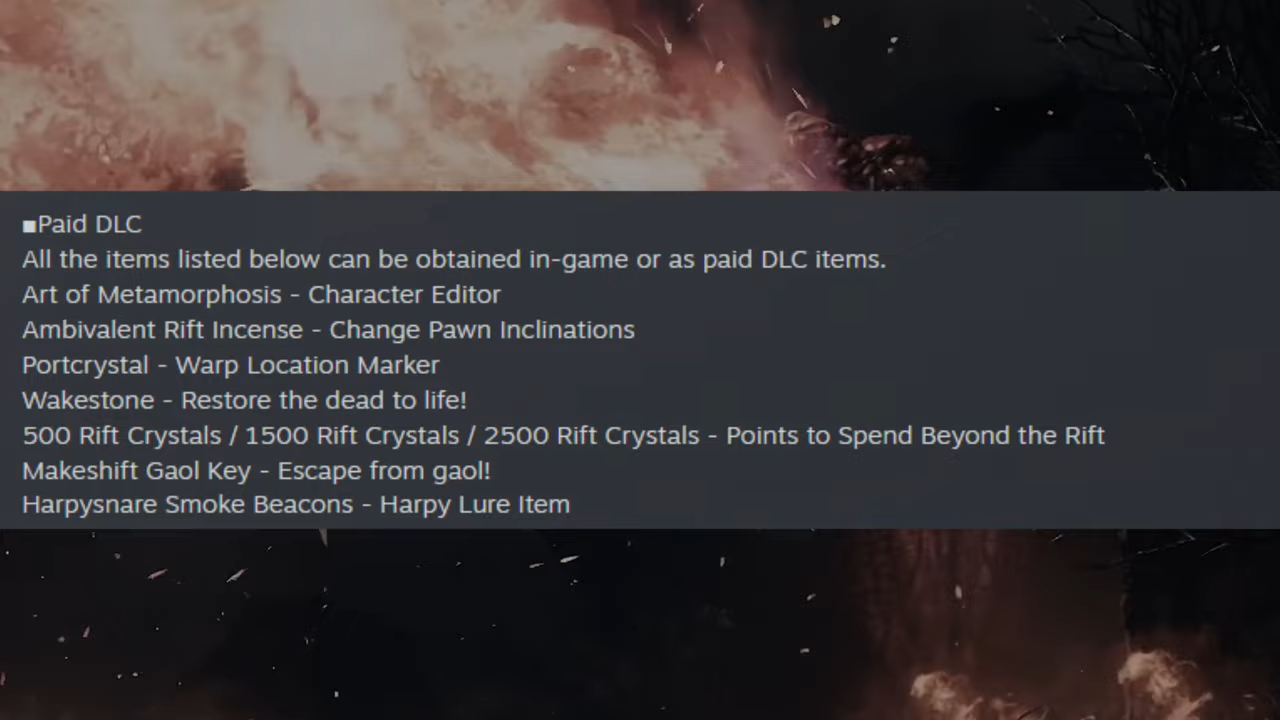 ■Paid DLC
All the items listed below can be obtained in-game or as paid DLC items.
Art of Metamorphosis - Character Editor
Ambivalent Rift Incense - Change Pawn Inclinations
Portcrystal - Warp Location Marker
Wakestone - Restore the dead to life!
500 Rift Crystals / 1500 Rift Crystals / 2500 Rift Crystals - Points to Spend Beyond the Rift
Makeshift Gaol Key - Escape from gaol!
Harpysnare Smoke Beacons - Harpy Lure Item